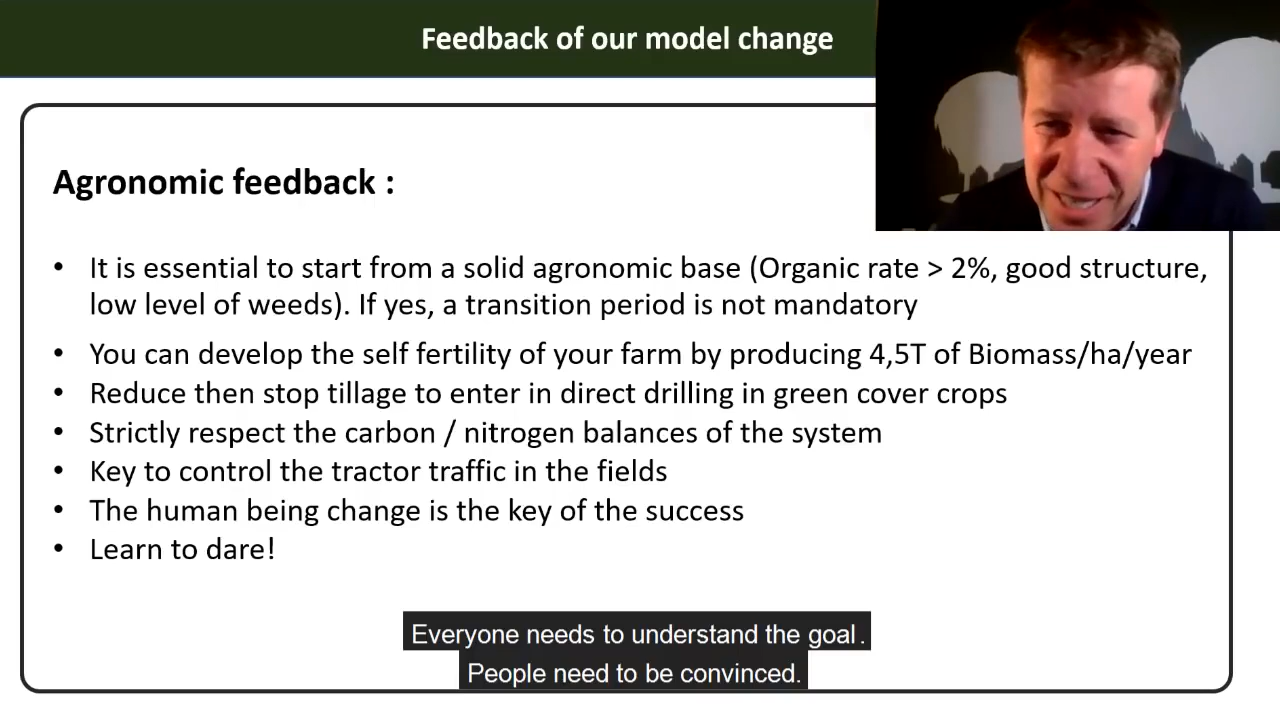 Feedback of our model change
Agronomic feedback :
• It is essential to start from a solid agronomic base (Organic rate > 2%, good structure,
low level of weeds). If yes, a transition period is not mandatory
• You can develop the self fertility of your farm by producing 4,5T of Biomass/ha/year
• Reduce then stop tillage to enter in direct drilling in green cover crops
• Strictly respect the carbon / nitrogen balances of the system
• Key to control the tractor traffic in the fields
• The human being change is the key of the success
• Learn to dare!
Everyone needs to understand the goal.
People need to be convinced.